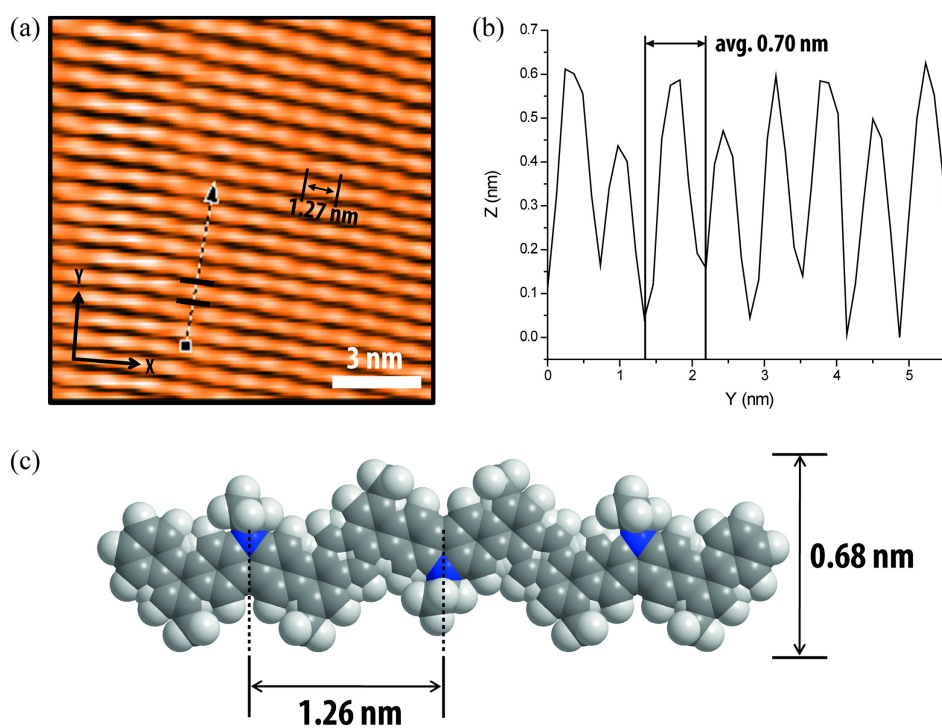 (a)
1.27 nm
Y
X
3 nm
(b)
avg. 0.70 nm
0.7
0.6
0.5
0.4
0.3
0.2
0.1
0.0
Z (nm)
0 1 2 3 4 5
Y (nm)
(c)
0.68 nm
1.26 nm